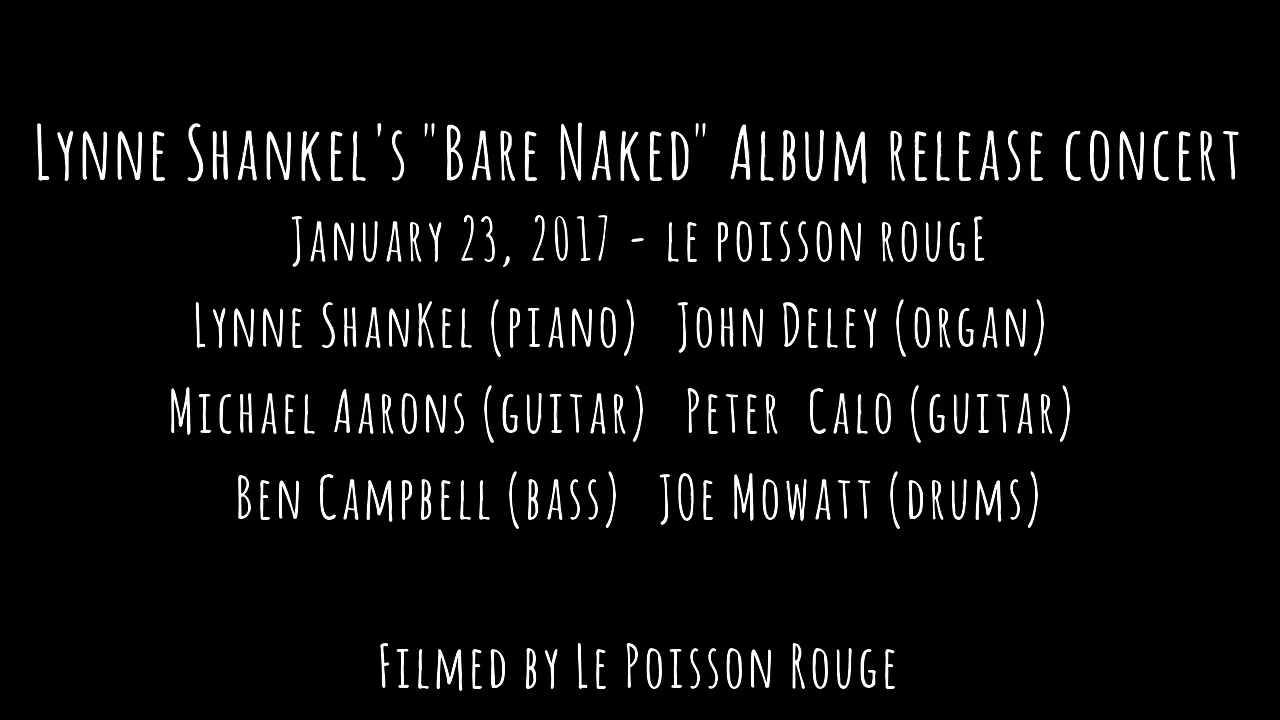 Lynne Shankel's "Bare Naked" Album release concert
January 23, 2017 - le poisson rougE
Lynne ShanKel (piano) John Deley (organ)
Michael Aarons (guitar) Peter Calo (guitar)
Ben Campbell (bass) JOe Mowatt (drums)
Filmed by Le Poisson Rouge